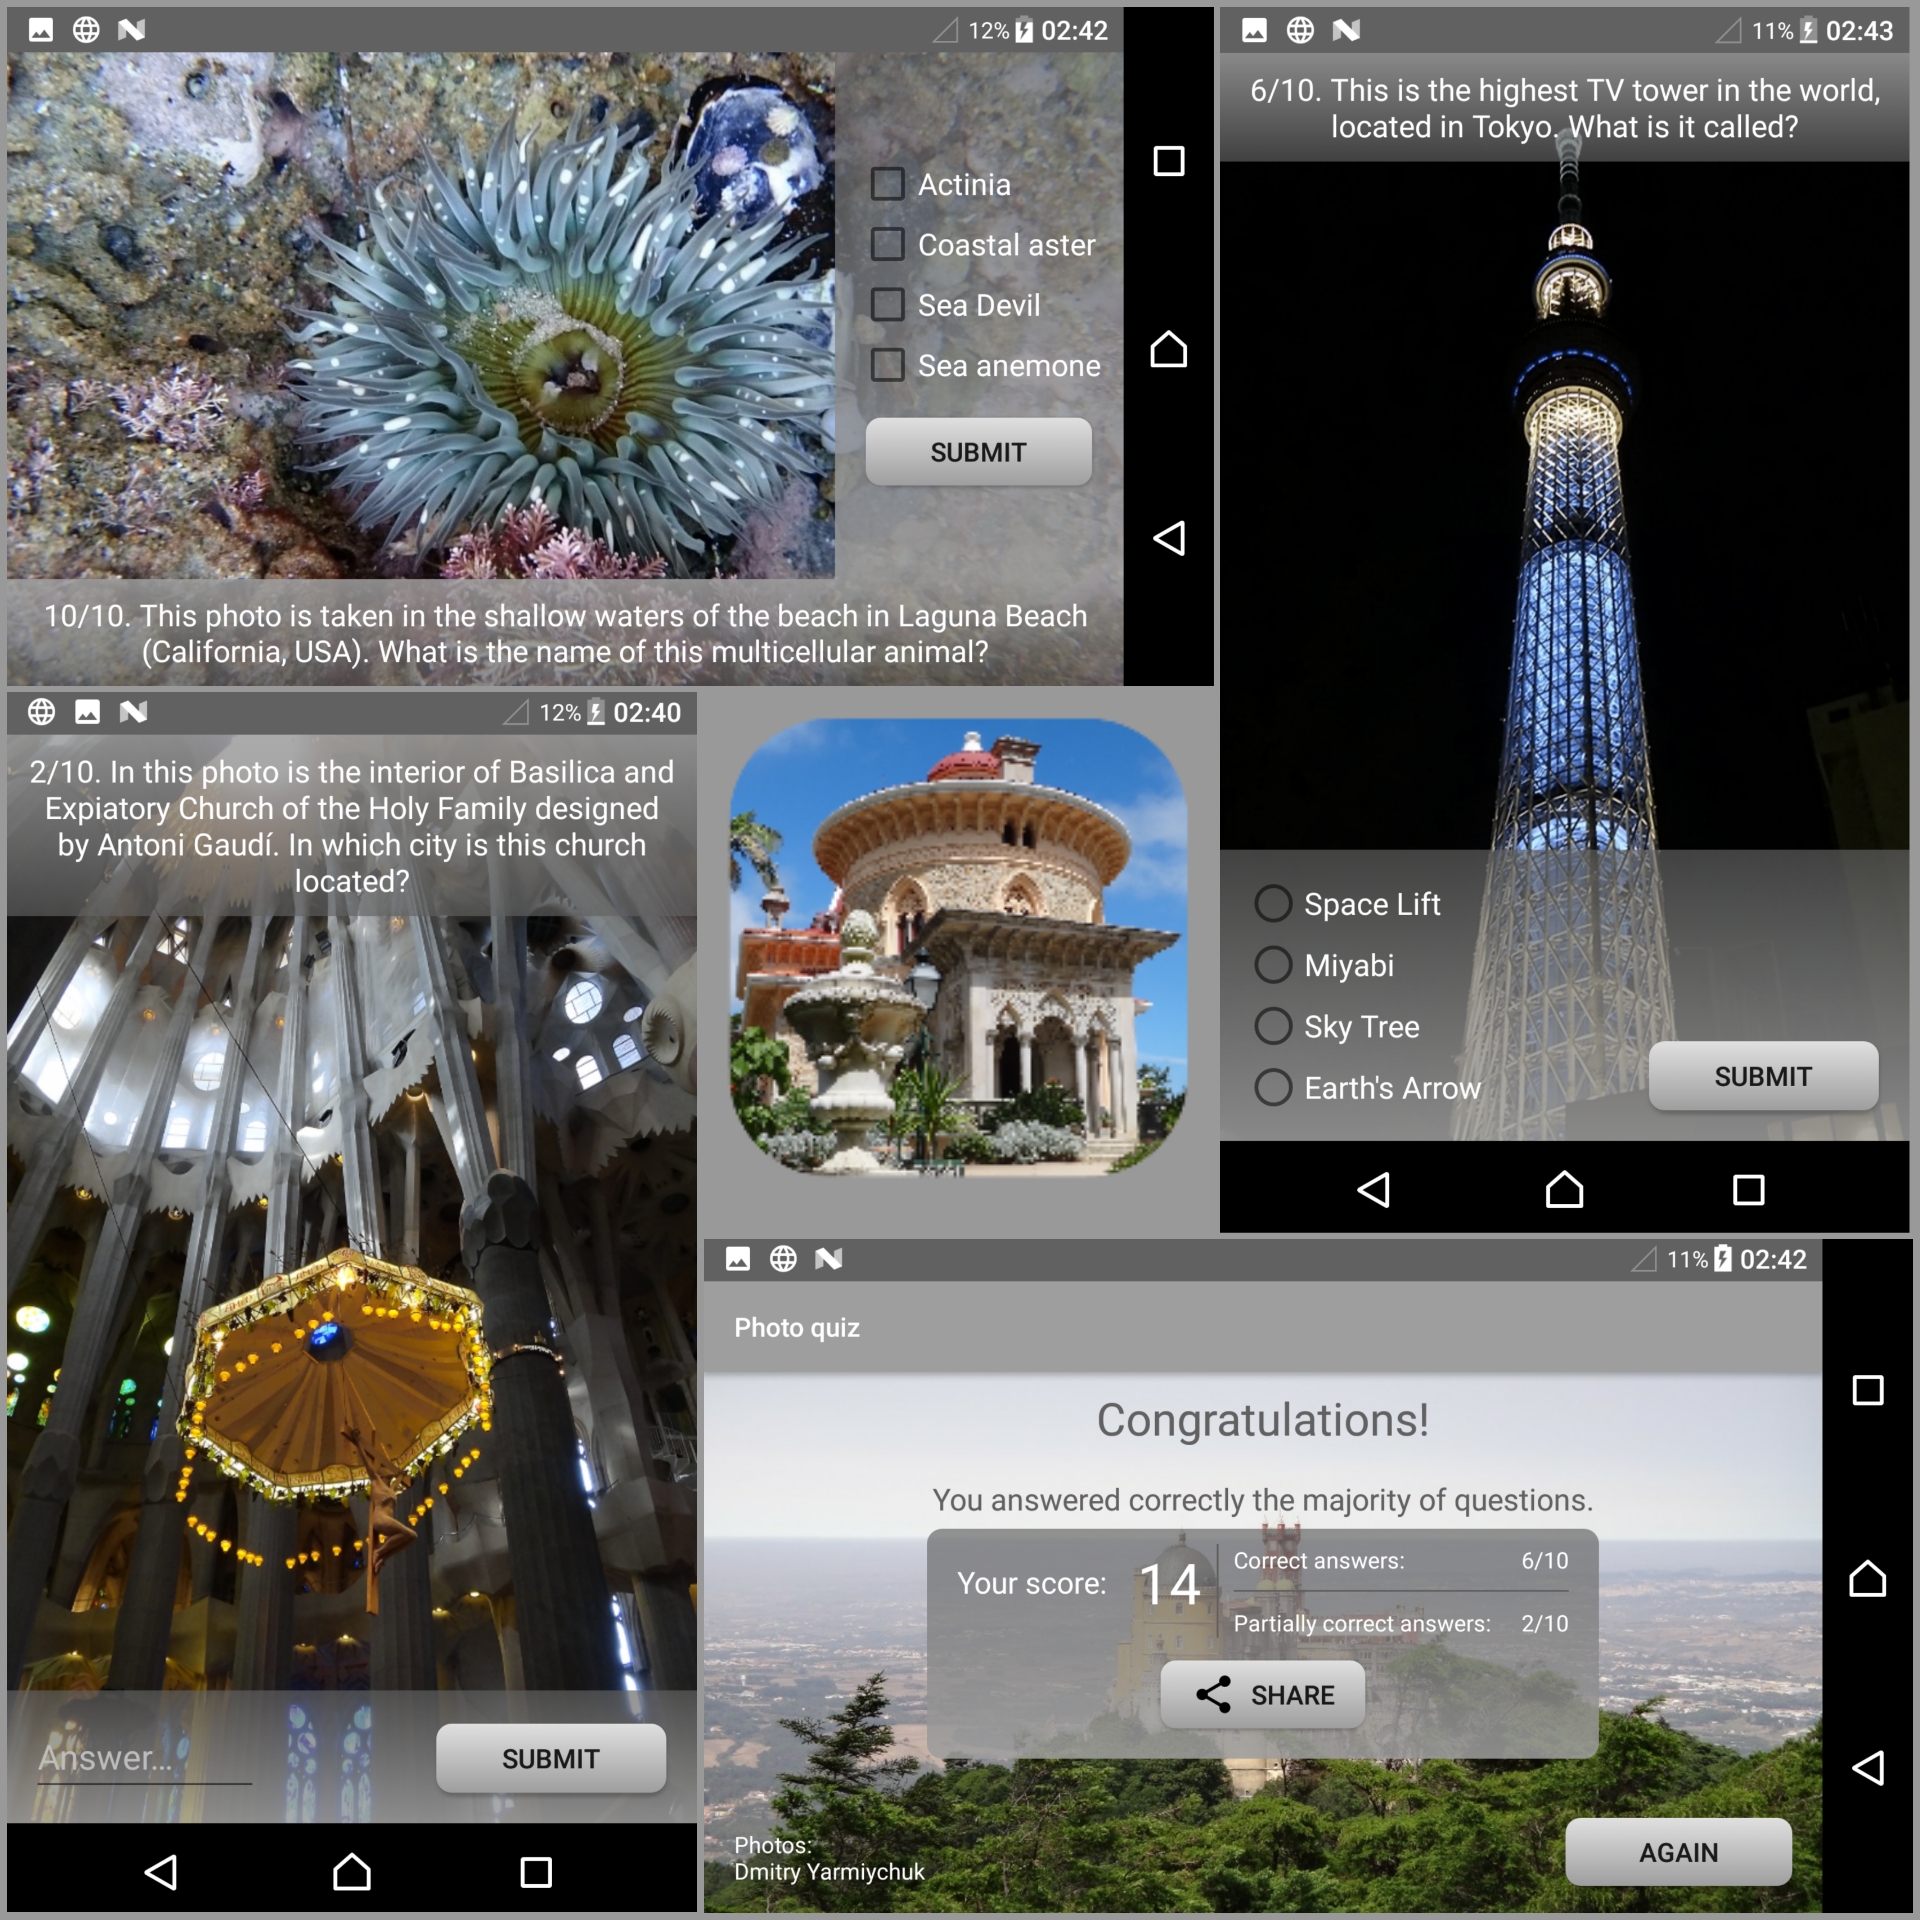 12% 02:42
Actinia
Coastal aster
Sea Devil
Sea anemone
SUBMIT
10/10. This photo is taken in the shallow waters of the beach in Laguna Beach
(California, USA). What is the name of this multicellular animal?
11% 02:43
6/10. This is the highest TV tower in the world,
located in Tokyo. What is it called?
Space Lift
Miyabi
Sky Tree
Earth's Arrow
SUBMIT
12% 02:40
2/10. In this photo is the interior of Basilica and
Expiatory Church of the Holy Family designed
by Antoni Gaudí. In which city is this church
located?
Answer...
SUBMIT
11% 02:42
Photo quiz
Congratulations!
You answered correctly the majority of questions.
Your score: 14
Correct answers: 6/10
Partially correct answers: 2/10
SHARE
Photos:
Dmitry Yarmiychuk
AGAIN